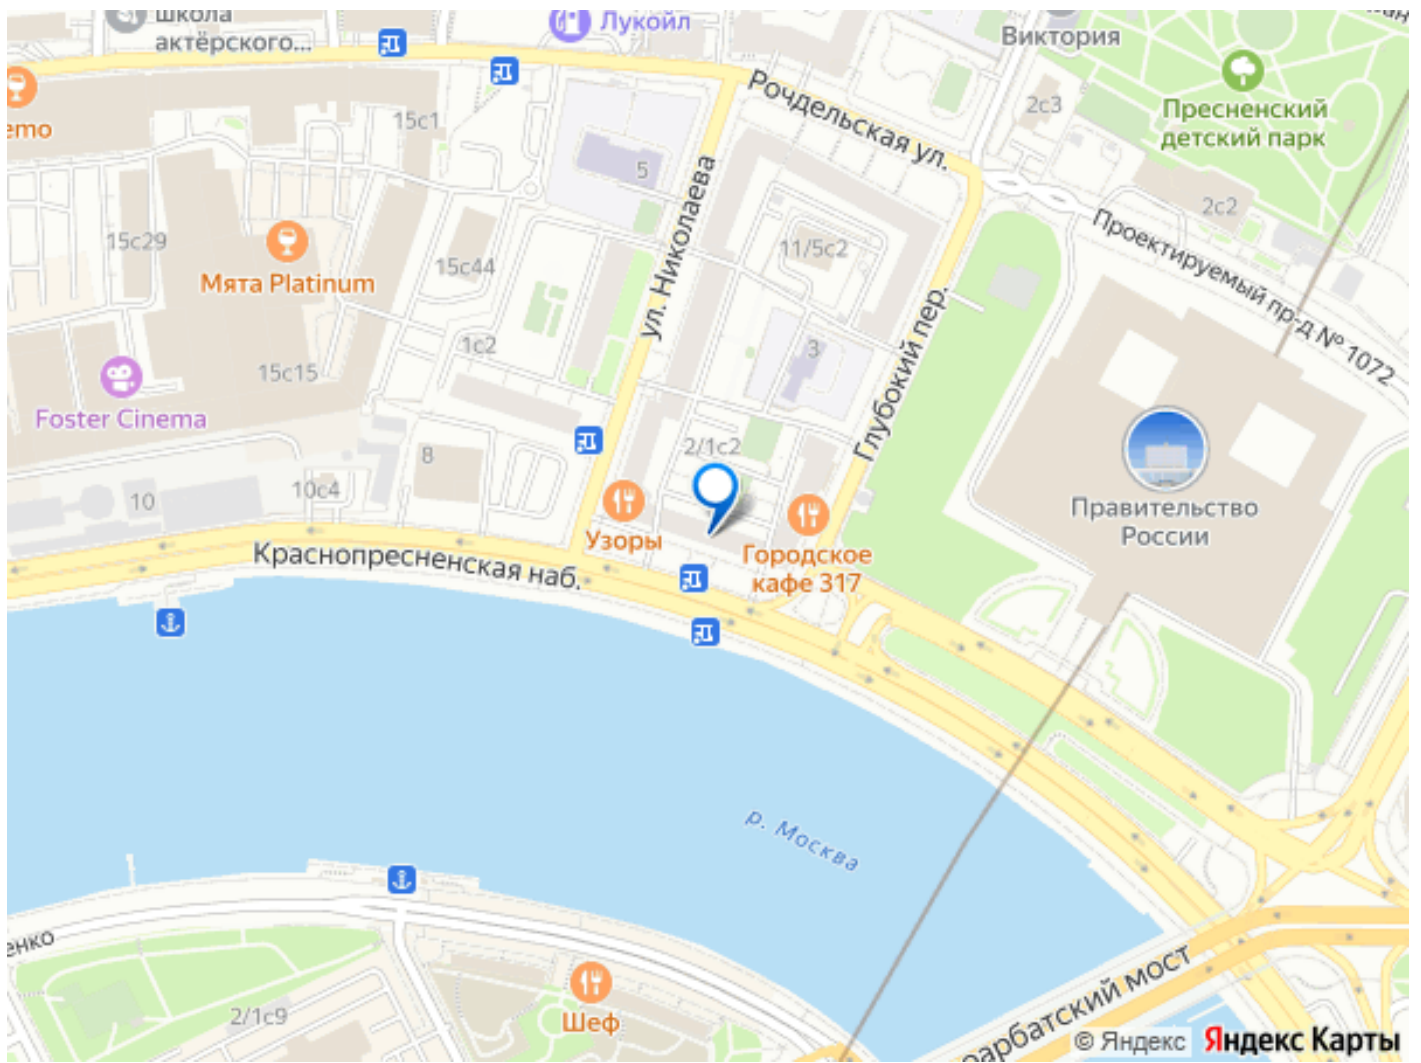 школа
актёрского...
Лукойл
Виктория
Пресненский
детский парк
2с3
Рочдельская ул.
15с1
5
ул. Николаева
2с2
Проектируемый пр-д № 1072
15с29
Мята Platinum
15с44
11/5с2
Глубокий пер.
1с2
3
15с15
Foster Cinema
2/1с2
8
10с4
10
Узоры
Городское
кафе 317
Правительство
России
Краснопресненская наб.
р. Москва
2/1с9
Шеф
© Яндекс
Яндекс Карты